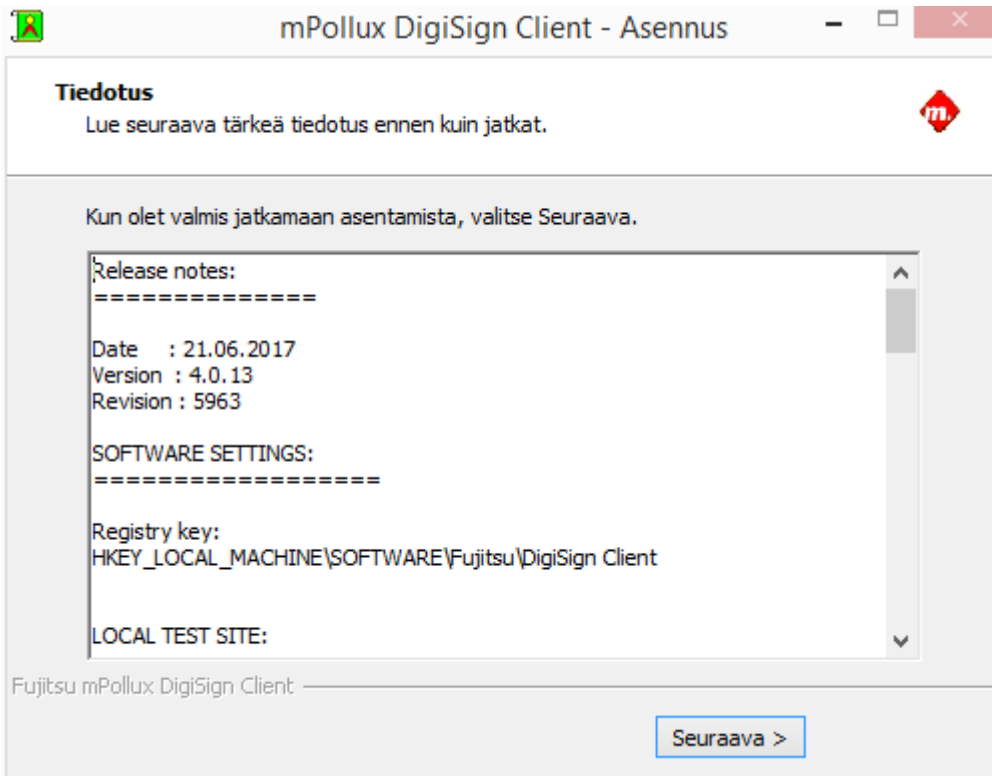 mPollux DigiSign Client - Asennus
Tiedotus
Lue seuraava tärkeä tiedotus ennen kuin jatkat.
m.
Kun olet valmis jatkamaan asentamista, valitse Seuraava.
Release notes:
==============
Date : 21.06.2017
Version : 4.0.13
Revision : 5963
SOFTWARE SETTINGS:
==================
Registry key:
HKEY_LOCAL_MACHINE\SOFTWARE\Fujitsu\DigiSign Client
LOCAL TEST SITE:
Fujitsu mPollux DigiSign Client
Seuraava >